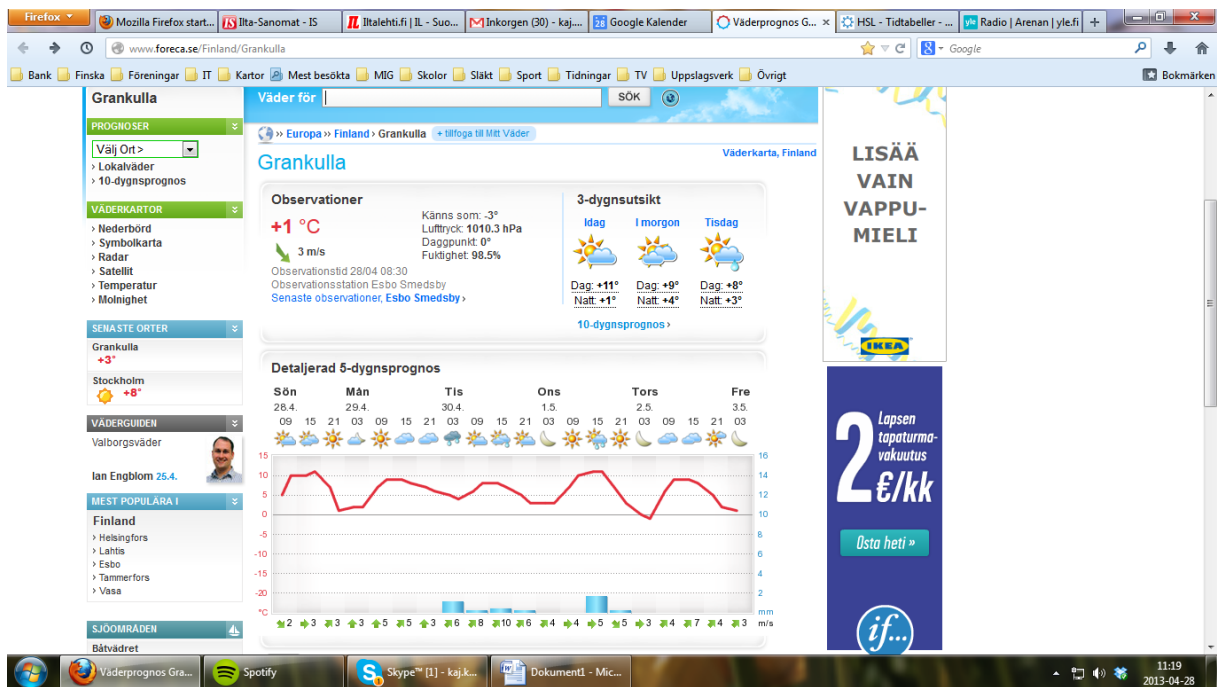 Firefox
Mozilla Firefox start...
Ilta-Sanomat - IS
Iltalehti.fi | IL - Suo...
Inkorgen (30) - kaj....
Google Kalender
Väderprognos G...
HSL - Tidtabeller - ...
Radio | Arenan | yle.fi
www.foreca.se/Finland/Grankulla
Google
Bank Finska Föreningar IT Kartor Mest besökta MIG Skolor Släkt Sport Tidningar TV Uppslagsverk Övrigt Bokmärken
Grankulla
PROGNOSER
Välj Ort>
› Lokalväder
› 10-dygnsprognos
VÄDERKARTOR
› Nederbörd
› Symbolkarta
› Radar
› Satellit
› Temperatur
› Molnighet
SENASTE ORTER
Grankulla
+3°
Stockholm
+8°
VÄDERGUIDEN
Valborgsväder
Ian Engblom 25.4.
MEST POPULÄRA I
Finland
› Helsingfors
› Lahtis
› Esbo
› Tammerfors
› Vasa
SJÖOMRÅDEN
Båtvädret
Väder för
SÖK
›› Europa ›› Finland › Grankulla + tillfoga till Mitt Väder
Grankulla
Väderkarta, Finland
Observationer
+1 °C
3 m/s
Känns som: -3°
Lufttryck: 1010.3 hPa
Daggpunkt: 0°
Fuktighet: 98.5%
Observationstid 28/04 08:30
Observationsstation Esbo Smedsby
Senaste observationer, Esbo Smedsby ›
3-dygnsutsikt
Idag I morgon Tisdag
Dag: +11° Dag: +9° Dag: +8°
Natt: +1° Natt: +4° Natt: +3°
10-dygnsprognos ›
Detaljerad 5-dygnsprognos
Sön Mån Tis Ons Tors Fre
28.4. 29.4. 30.4. 1.5. 2.5. 3.5.
09 15 21 03 09 15 21 03 09 15 21 03 09 15 21 03 09 15 21 03
15 16
10 14
5 12
0 10
-5 8
-10 6
-15 4
-20 2
°C mm
2 3 3 3 5 5 3 6 8 10 6 4 4 5 5 3 4 7 4 3 m/s
LISÄÄ
VAIN
VAPPU-
MIELI
IKEA
Lapsen
tapaturma-
vakuutus
2 €/kk
Osta heti »
if...
Väderprognos Gra...
Spotify
Skype™ [1] - kaj.k...
Dokument1 - Mic...
11:19
2013-04-28